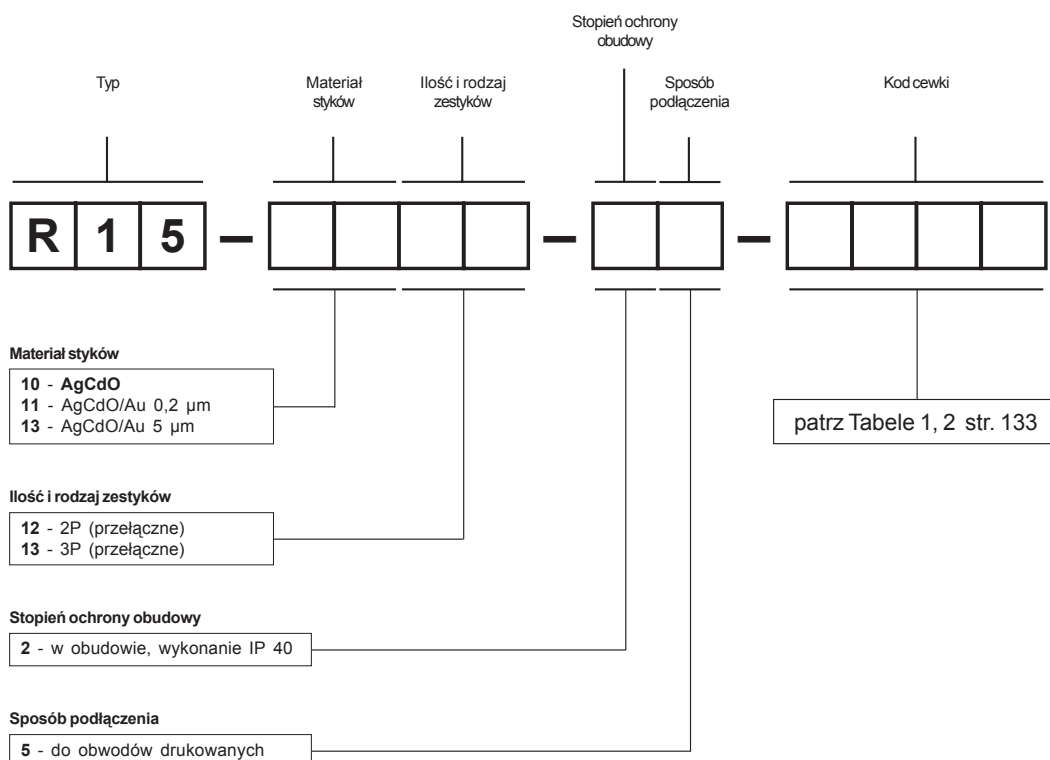 Stopień ochrony
obudowy
Typ
Materiał
styków
Ilość i rodzaj
zestyków
Sposób
podłączenia
Kod cewki
R 1 5 – –  –
Materiał styków
10 - AgCdO
11 - AgCdO/Au 0,2 μm
13 - AgCdO/Au 5 μm
patrz Tabele 1, 2 str. 133
Ilość i rodzaj zestyków
12 - 2P (przełączne)
13 - 3P (przełączne)
Stopień ochrony obudowy
2 - w obudowie, wykonanie IP 40
Sposób podłączenia
5 - do obwodów drukowanych